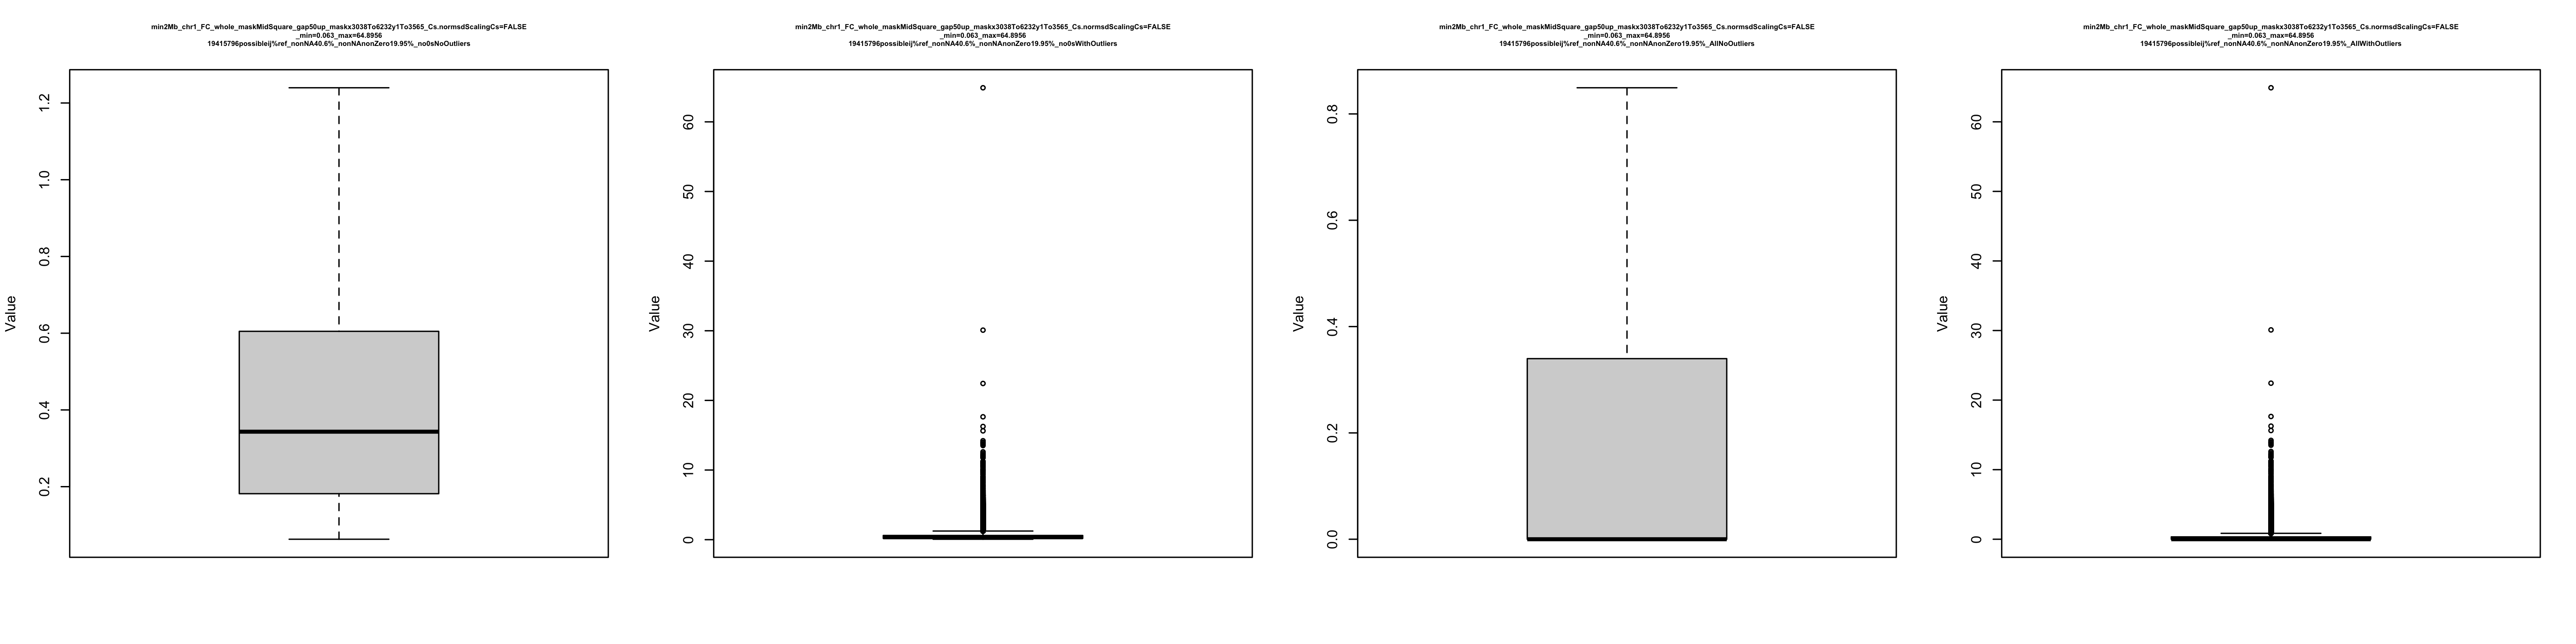 min2Mb_chr1_FC_whole_maskMidSquare_gap50up_maskx3038To6232y1To3565_Cs.normsdScalingCs=FALSE
_min=0.063_max=64.8956
19415796possibleij%ref_nonNA40.6%_nonNAnonZero19.95%_no0sNoOutliers
Value
1.2
1.0
0.8
0.6
0.4
0.2
min2Mb_chr1_FC_whole_maskMidSquare_gap50up_maskx3038To6232y1To3565_Cs.normsdScalingCs=FALSE
_min=0.063_max=64.8956
19415796possibleij%ref_nonNA40.6%_nonNAnonZero19.95%_no0sWithOutliers
Value
60
50
40
30
20
10
0
min2Mb_chr1_FC_whole_maskMidSquare_gap50up_maskx3038To6232y1To3565_Cs.normsdScalingCs=FALSE
_min=0.063_max=64.8956
19415796possibleij%ref_nonNA40.6%_nonNAnonZero19.95%_AllNoOutliers
Value
0.8
0.6
0.4
0.2
0.0
min2Mb_chr1_FC_whole_maskMidSquare_gap50up_maskx3038To6232y1To3565_Cs.normsdScalingCs=FALSE
_min=0.063_max=64.8956
19415796possibleij%ref_nonNA40.6%_nonNAnonZero19.95%_AllWithOutliers
Value
60
50
40
30
20
10
0